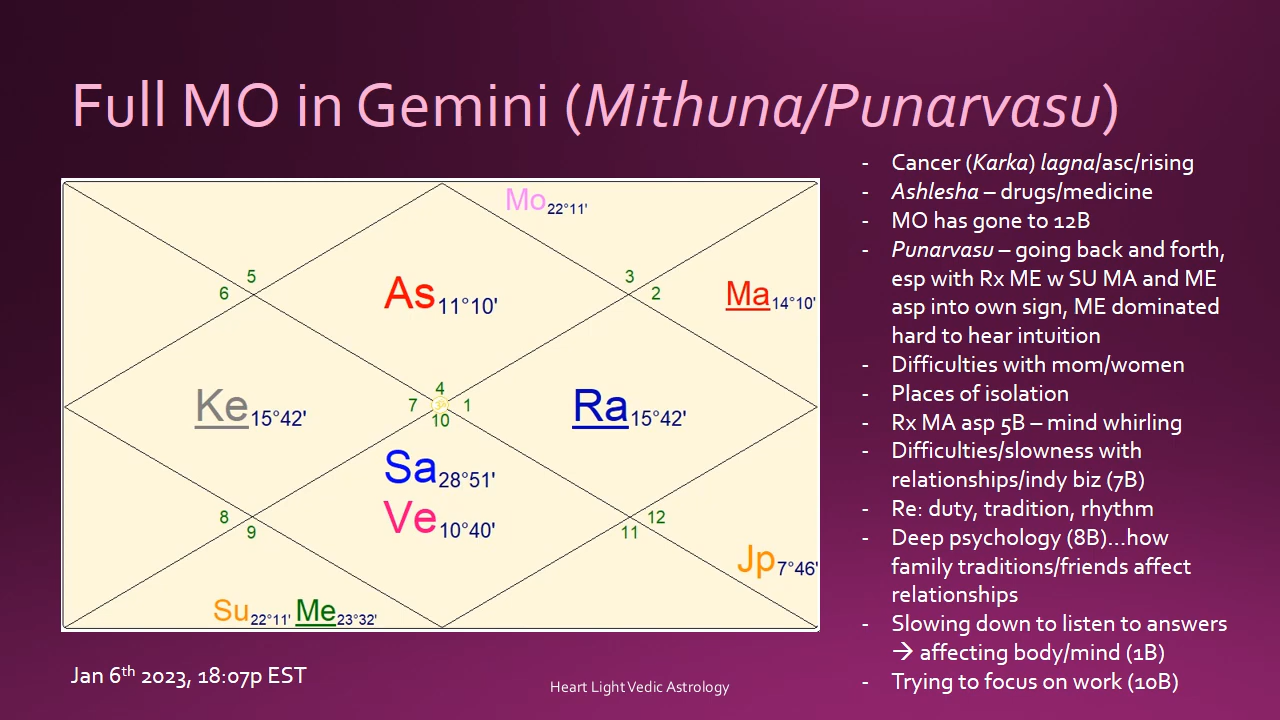 Full MO in Gemini (Mithuna/Punarvasu)
Mo22°11'
As11°10'
5
6
3
2
Ma14°10'
Ke15°42'
4
7
1
10
Ra15°42'
Sa28°51'
Ve10°40'
8
9
12
11
Jp7°46'
Su22°11' Me23°32'
- Cancer (Karka) lagna/asc/rising
- Ashlesha – drugs/medicine
- MO has gone to 12B
- Punarvasu – going back and forth,
esp with Rx ME w SU MA and ME
asp into own sign, ME dominated
hard to hear intuition
- Difficulties with mom/women
- Places of isolation
- Rx MA asp 5B – mind whirling
- Difficulties/slowness with
relationships/indy biz (7B)
- Re: duty, tradition, rhythm
- Deep psychology (8B)...how
family traditions/friends affect
relationships
- Slowing down to listen to answers
→ affecting body/mind (1B)
- Trying to focus on work (10B)
Jan 6th 2023, 18:07p EST
Heart Light Vedic Astrology